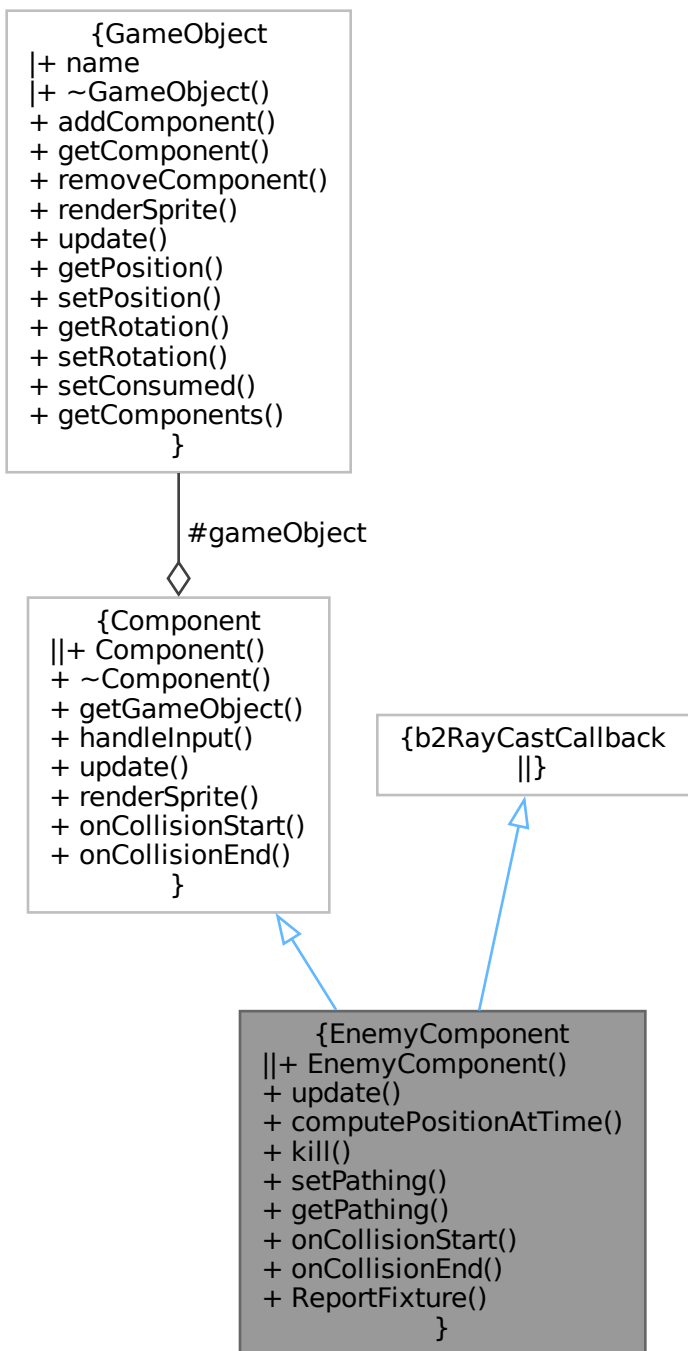 {GameObject
|+ name
|+ ~GameObject()
+ addComponent()
+ getComponent()
+ removeComponent()
+ renderSprite()
+ update()
+ getPosition()
+ setPosition()
+ getRotation()
+ setRotation()
+ setConsumed()
+ getComponents()
}
#gameObject
{Component
||+ Component()
+ ~Component()
+ getGameObject()
+ handleInput()
+ update()
+ renderSprite()
+ onCollisionStart()
+ onCollisionEnd()
}
{b2RayCastCallback
||}
{EnemyComponent
||+ EnemyComponent()
+ update()
+ computePositionAtTime()
+ kill()
+ setPathing()
+ getPathing()
+ onCollisionStart()
+ onCollisionEnd()
+ ReportFixture()
}